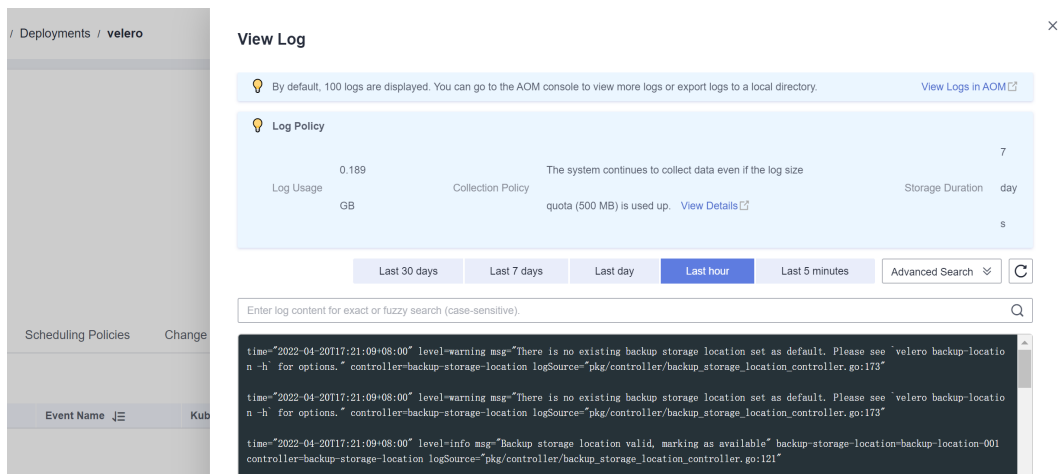 / Deployments / velero
View Log
By default, 100 logs are displayed. You can go to the AOM console to view more logs or export logs to a local directory.
View Logs in AOM
Log Policy
Log Usage
0.189
GB
Collection Policy
The system continues to collect data even if the log size
quota (500 MB) is used up. View Details
Storage Duration
7
day
s
Last 30 days
Last 7 days
Last day
Last hour
Last 5 minutes
Advanced Search
Enter log content for exact or fuzzy search (case-sensitive).
Scheduling Policies
Change
Event Name
Kub
time="2022-04-20T17:21:09+08:00" level=warning msg="There is no existing backup storage location set as default. Please see `velero backup-locatio
n -h` for options." controller=backup-storage-location logSource="pkg/controller/backup_storage_location_controller.go:173"
time="2022-04-20T17:21:09+08:00" level=warning msg="There is no existing backup storage location set as default. Please see `velero backup-locatio
n -h` for options." controller=backup-storage-location logSource="pkg/controller/backup_storage_location_controller.go:173"
time="2022-04-20T17:21:09+08:00" level=info msg="Backup storage location valid, marking as available" backup-storage-location=backup-location-001
controller=backup-storage-location logSource="pkg/controller/backup_storage_location_controller.go:121"